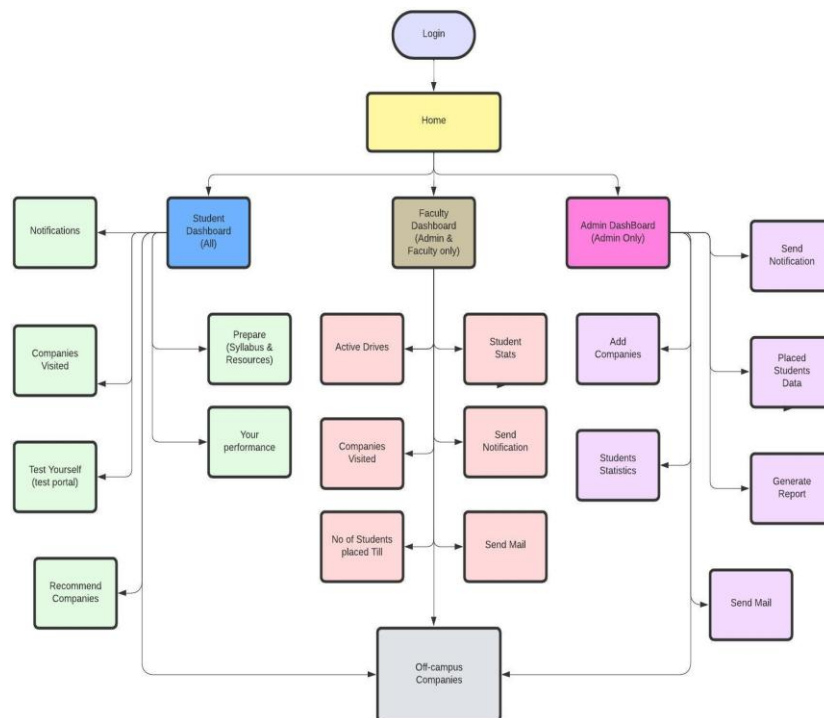 Login
Home
Notifications
Student
Dashboard
(All)
Faculty
Dashboard
(Admin &
Faculty only)
Admin DashBoard
(Admin Only)
Send
Notification
Companies
Visited
Prepare
(Syllabus &
Resources)
Active Drives
Student
Stats
Add
Companies
Placed
Students
Data
Test Yourself
(test portal)
Your
performance
Companies
Visited
Send
Notification
Students
Statistics
Generate
Report
Recommend
Companies
No of Students
placed Till
Send Mail
Send Mail
Off-campus
Companies